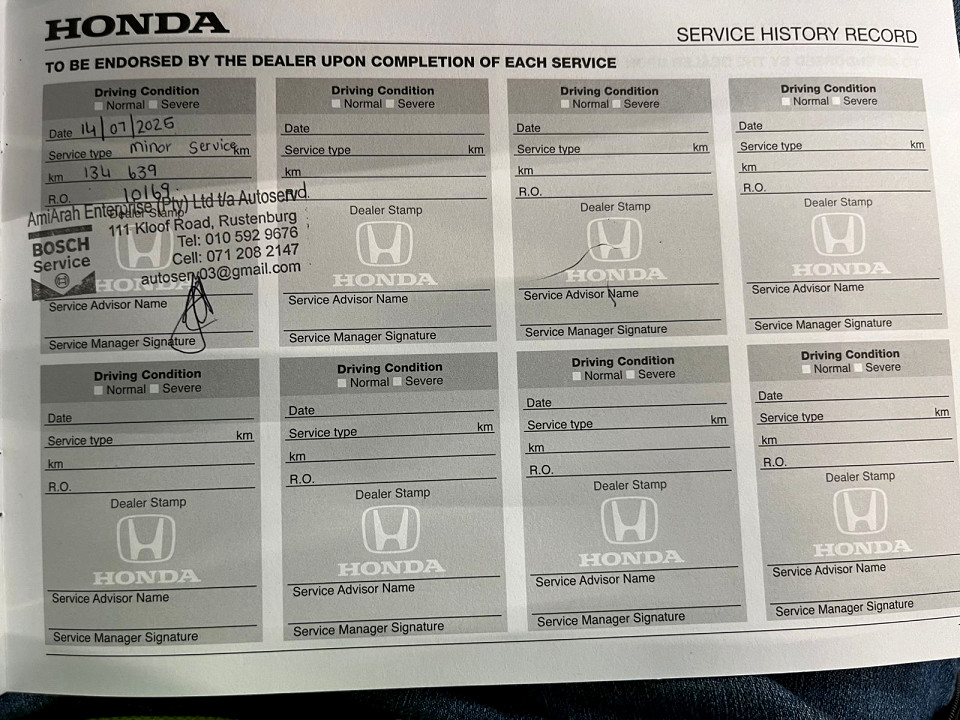 HONDA
SERVICE HISTORY RECORD
TO BE ENDORSED BY THE DEALER UPON COMPLETION OF EACH SERVICE
Driving Condition
Normal Severe
Date 14/07/2025
Service type minor Service km
km 134 639
R.O. 10169
AmiArah Enterprise (Pty) Ltd t/a Autoservd.
Dealer Stamp
111 Kloof Road, Rustenburg
BOSCH
Service
Tel: 010 592 9676
Cell: 071 208 2147
autoserv03@gmail.com
HONDA
Service Advisor Name
Service Manager Signature
Driving Condition
Normal Severe
Date
Service type km
km
R.O.
Dealer Stamp
HONDA
Service Advisor Name
Service Manager Signature
Driving Condition
Normal Severe
Date
Service type km
km
R.O.
Dealer Stamp
HONDA
Service Advisor Name
Service Manager Signature
Driving Condition
Normal Severe
Date
Service type km
km
R.O.
Dealer Stamp
HONDA
Service Advisor Name
Service Manager Signature
Driving Condition
Normal Severe
Date
Service type km
km
R.O.
Dealer Stamp
HONDA
Service Advisor Name
Service Manager Signature
Driving Condition
Normal Severe
Date
Service type km
km
R.O.
Dealer Stamp
HONDA
Service Advisor Name
Service Manager Signature
Driving Condition
Normal Severe
Date
Service type km
km
R.O.
Dealer Stamp
HONDA
Service Advisor Name
Service Manager Signature
Driving Condition
Normal Severe
Date
Service type km
km
R.O.
Dealer Stamp
HONDA
Service Advisor Name
Service Manager Signature